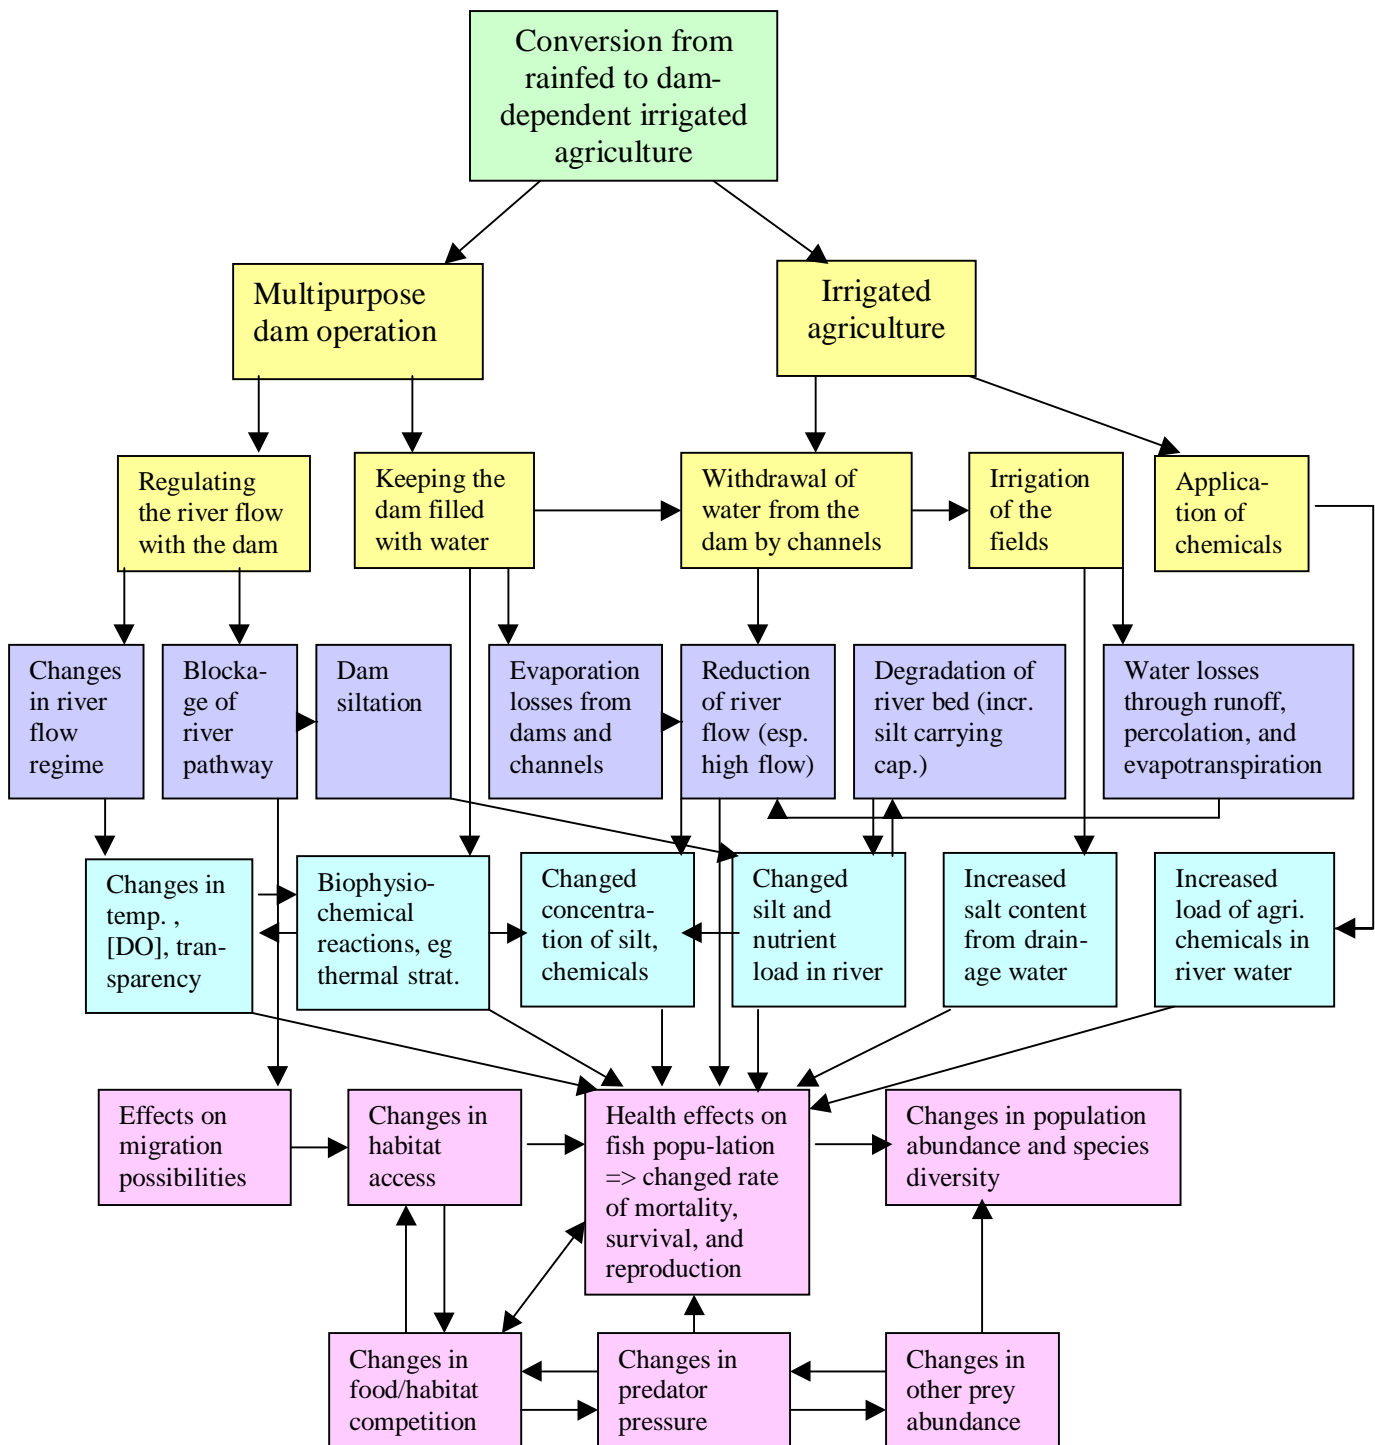 Conversion from
rainfed to dam-
dependent irrigated
agriculture
Multipurpose
dam operation
Irrigated
agriculture
Regulating
the river flow
with the dam
Keeping the
dam filled
with water
Withdrawal of
water from the
dam by channels
Irrigation
of the
fields
Applica-
tion of
chemicals
Changes
in river
flow
regime
Blocka-
ge of
river
pathway
Dam
siltation
Evaporation
losses from
dams and
channels
Reduction
of river
flow (esp.
high flow)
Degradation of
river bed (incr.
silt carrying
cap.)
Water losses
through runoff,
percolation, and
evapotranspiration
Changes in
temp. ,
[DO], tran-
sparency
Biophysio-
chemical
reactions, eg
thermal strat.
Changed
concentra-
tion of silt,
chemicals
Changed
silt and
nutrient
load in river
Increased
salt content
from drain-
age water
Increased
load of agri.
chemicals in
river water
Effects on
migration
possibilities
Changes in
habitat
access
Health effects on
fish popu-lation
=> changed rate
of mortality,
survival, and
reproduction
Changes in population
abundance and species
diversity
Changes in
food/habitat
competition
Changes in
predator
pressure
Changes in
other prey
abundance